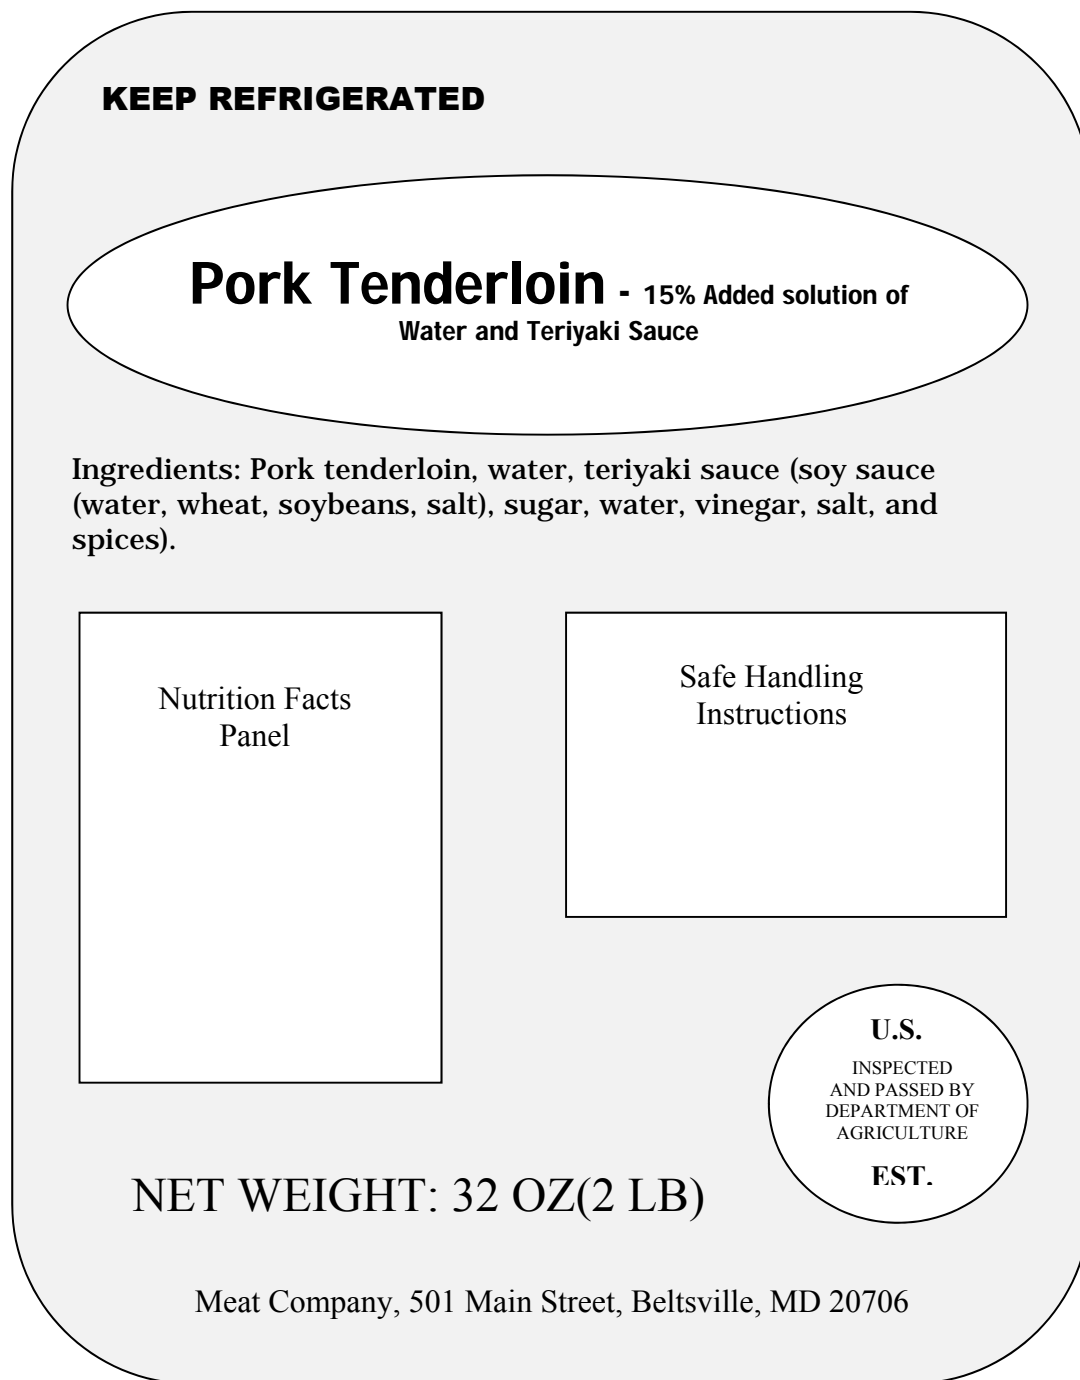 KEEP REFRIGERATED
Pork Tenderloin - 15% Added solution of
Water and Teriyaki Sauce
Ingredients: Pork tenderloin, water, teriyaki sauce (soy sauce
(water, wheat, soybeans, salt), sugar, water, vinegar, salt, and
spices).
Nutrition Facts
Panel
Safe Handling
Instructions
U.S.
INSPECTED
AND PASSED BY
DEPARTMENT OF
AGRICULTURE
EST.
NET WEIGHT: 32 OZ(2 LB)
Meat Company, 501 Main Street, Beltsville, MD 20706